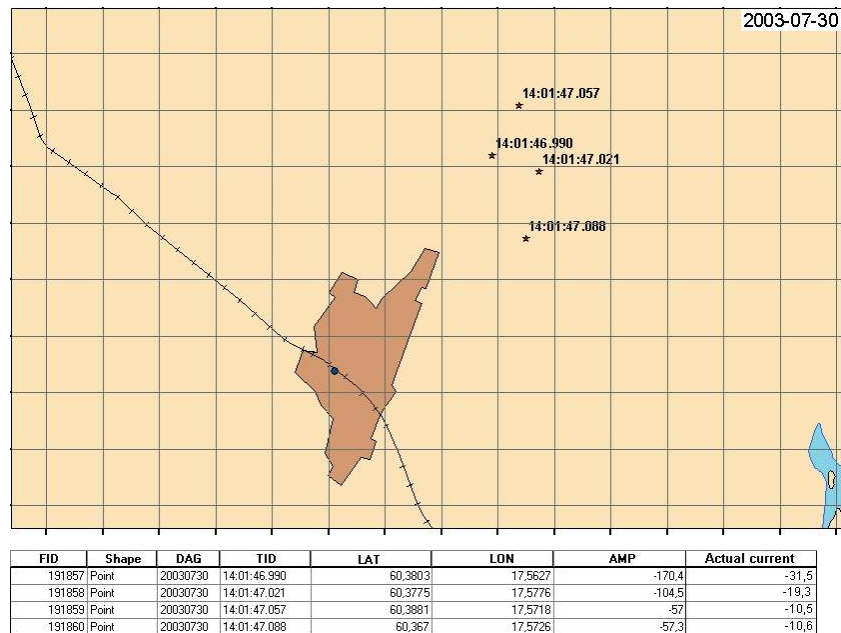 2003-07-30
14:01:47.057
14:01:46.990
14:01:47.021
14:01:47.088
FID Shape DAG TID LAT LON AMP Actual current
191857 Point 20030730 14:01:46.990 60,3803 17,5627 -170,4 -31,5
191858 Point 20030730 14:01:47.021 60,3775 17,5776 -104,5 -19,3
191859 Point 20030730 14:01:47.057 60,3881 17,5718 -57 -10,5
191860 Point 20030730 14:01:47.088 60,367 17,5726 -57,3 -10,6